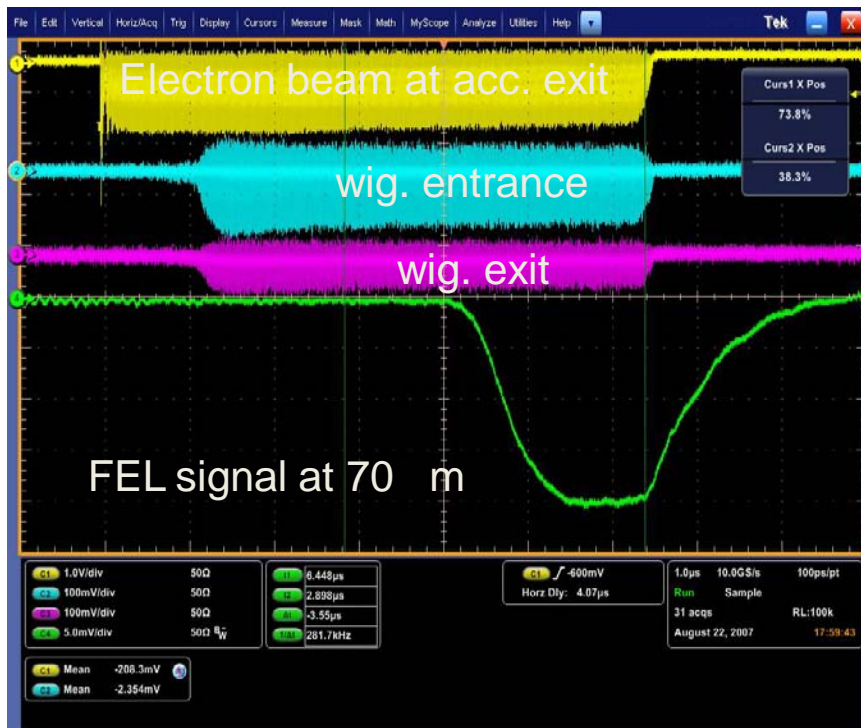 File Edit Vertical Horiz/Acq Trig Display Cursors Measure Mask Math MyScope Analyze Utilities Help Tek X
1 Electron beam at acc. exit
Curs1 X Pos
73.8%
Curs2 X Pos
38.3%
2 wig. entrance
3 wig. exit
4
FEL signal at 70 m
C1 1.0V/div 50Ω
C2 100mV/div 50Ω
C3 100mV/div 50Ω
C4 5.0mV/div 50Ω BW
t1 6.448µs
t2 2.898µs
Δt -3.55µs
1/Δt 281.7kHz
C1 -600mV
Horz Dly: 4.07µs
1.0µs 10.0GS/s 100ps/pt
Run Sample
31 acqs RL:100k
August 22, 2007 17:59:43
C1 Mean -208.3mV
C2 Mean -2.354mV